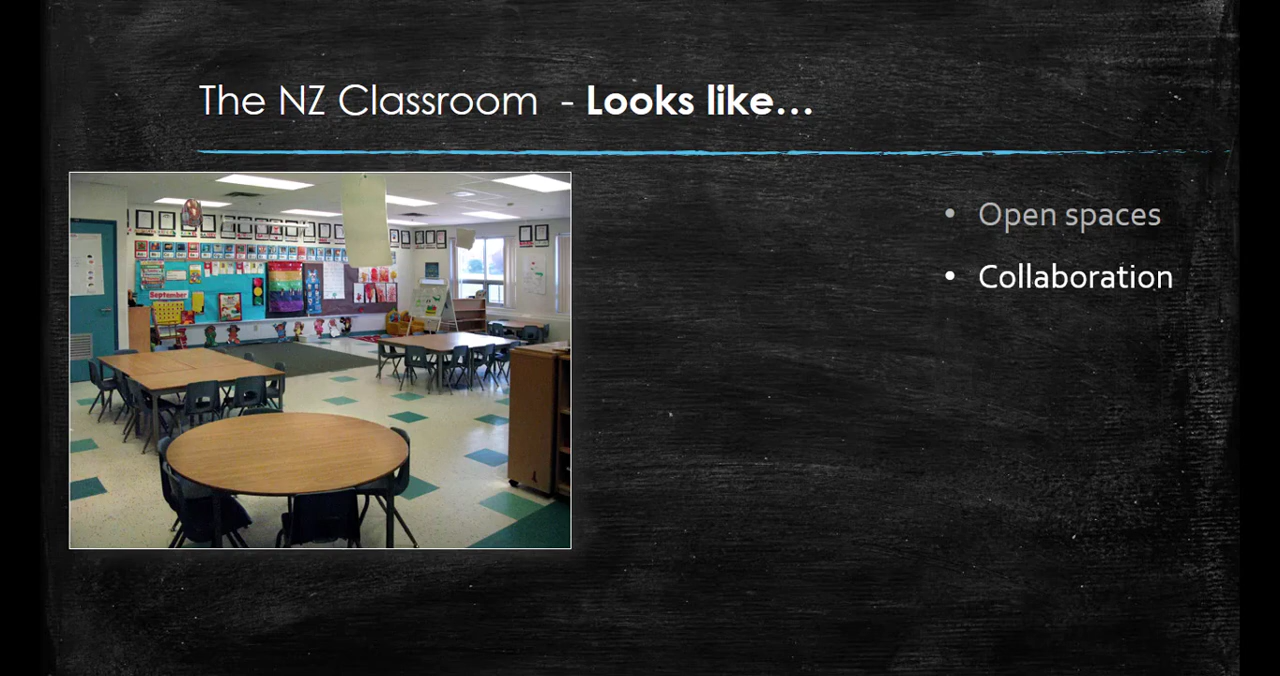 The NZ Classroom - Looks like...
September
• Open spaces
• Collaboration